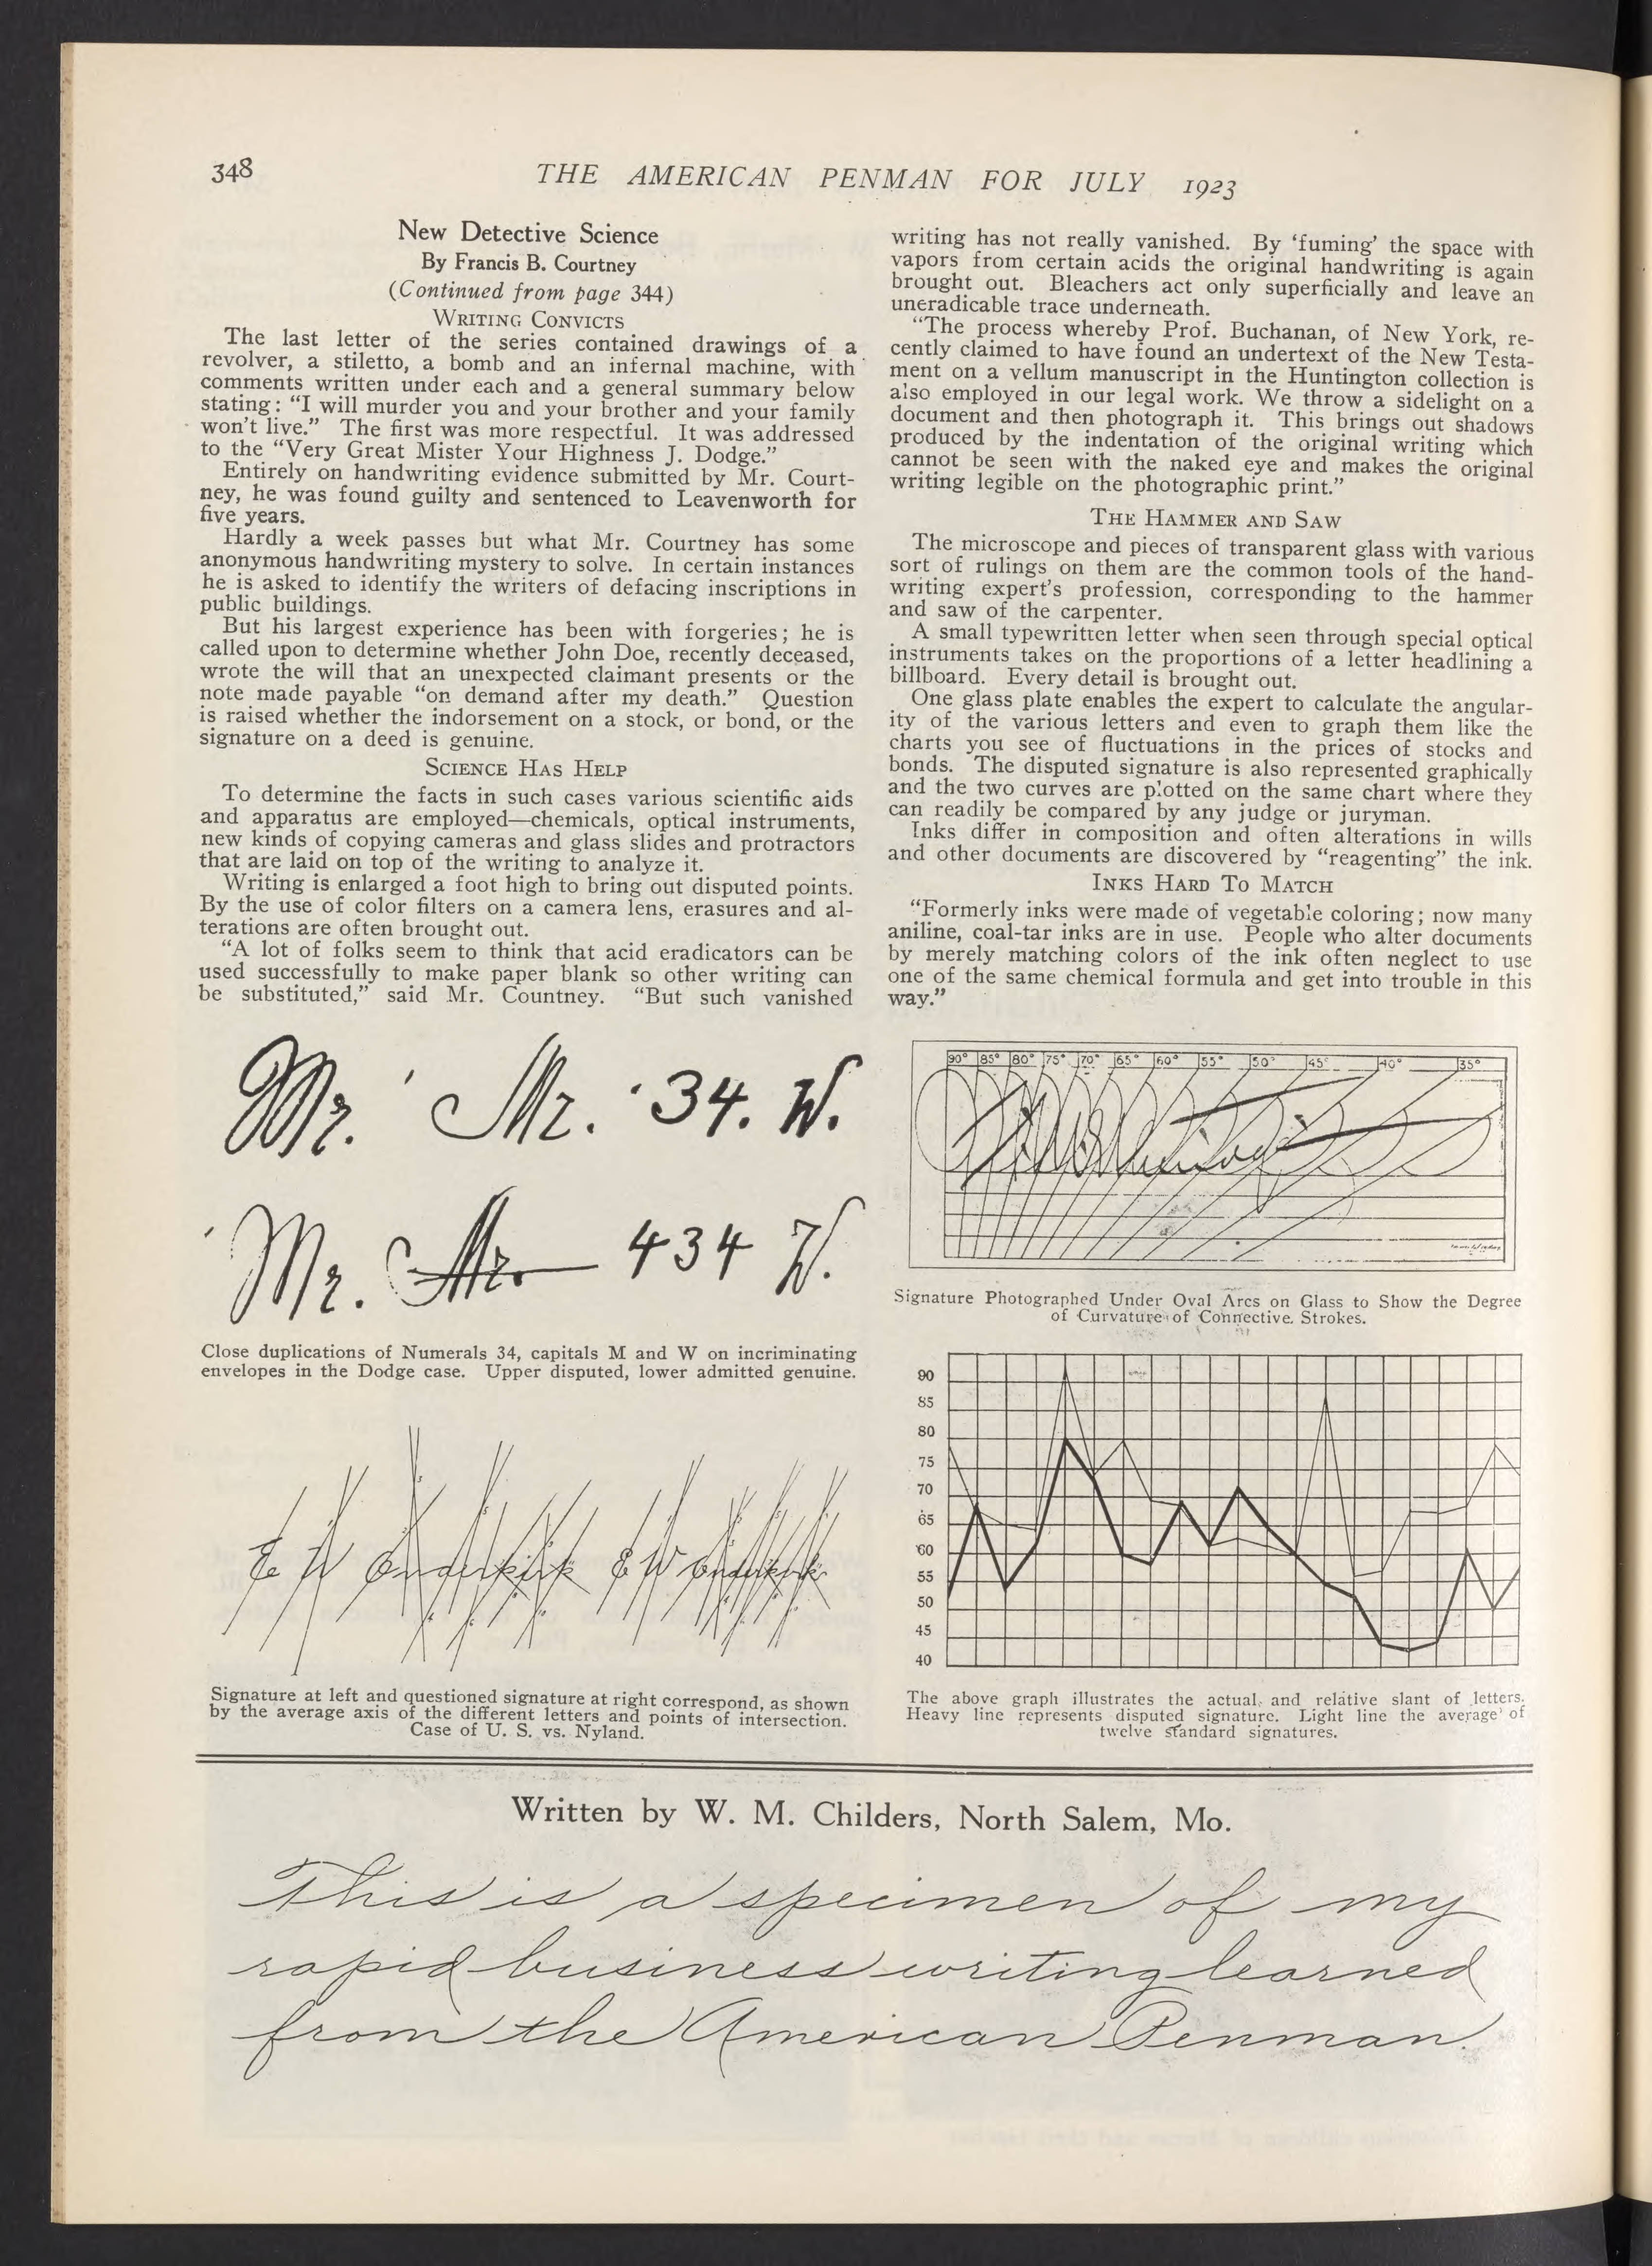 348
THE AMERICAN PENMAN FOR JULY 1923
New Detective Science
By Francis B. Courtney
(Continued from page 344)
WRITING CONVICTS
The last letter of the series contained drawings of a
revolver, a stiletto, a bomb and an infernal machine, with
comments written under each and a general summary below
stating: “I will murder you and your brother and your family
won’t live.” The first was more respectful. It was addressed
to the “Very Great Mister Your Highness J. Dodge.”
Entirely on handwriting evidence submitted by Mr. Court-
ney, he was found guilty and sentenced to Leavenworth for
five years.
Hardly a week passes but what Mr. Courtney has some
anonymous handwriting mystery to solve. In certain instances
he is asked to identify the writers of defacing inscriptions in
public buildings.
But his largest experience has been with forgeries; he is
called upon to determine whether John Doe, recently deceased,
wrote the will that an unexpected claimant presents or the
note made payable “on demand after my death.” Question
is raised whether the indorsement on a stock, or bond, or the
signature on a deed is genuine.
SCIENCE HAS HELP
To determine the facts in such cases various scientific aids
and apparatus are employed—chemicals, optical instruments,
new kinds of copying cameras and glass slides and protractors
that are laid on top of the writing to analyze it.
Writing is enlarged a foot high to bring out disputed points.
By the use of color filters on a camera lens, erasures and al-
terations are often brought out.
“A lot of folks seem to think that acid eradicators can be
used successfully to make paper blank so other writing can
be substituted,” said Mr. Countney. “But such vanished
writing has not really vanished. By ‘fuming’ the space with
vapors from certain acids the original handwriting is again
brought out. Bleachers act only superficially and leave an
uneradicable trace underneath.
“The process whereby Prof. Buchanan, of New York, re-
cently claimed to have found an undertext of the New Testa-
ment on a vellum manuscript in the Huntington collection is
also employed in our legal work. We throw a sidelight on a
document and then photograph it. This brings out shadows
produced by the indentation of the original writing which
cannot be seen with the naked eye and makes the original
writing legible on the photographic print.”
THE HAMMER AND SAW
The microscope and pieces of transparent glass with various
sort of rulings on them are the common tools of the hand-
writing expert’s profession, corresponding to the hammer
and saw of the carpenter.
A small typewritten letter when seen through special optical
instruments takes on the proportions of a letter headlining a
billboard. Every detail is brought out.
One glass plate enables the expert to calculate the angular-
ity of the various letters and even to graph them like the
charts you see of fluctuations in the prices of stocks and
bonds. The disputed signature is also represented graphically
and the two curves are plotted on the same chart where they
can readily be compared by any judge or juryman.
Inks differ in composition and often alterations in wills
and other documents are discovered by “reagenting” the ink.
INKS HARD TO MATCH
“Formerly inks were made of vegetable coloring; now many
aniline, coal-tar inks are in use. People who alter documents
by merely matching colors of the ink often neglect to use
one of the same chemical formula and get into trouble in this
way.”
Mr. Mr. 34. W.
Mr. Mr. 434 W.
Close duplications of Numerals 34, capitals M and W on incriminating
envelopes in the Dodge case. Upper disputed, lower admitted genuine.
E W Onderkirk E W Onderkirk
Signature at left and questioned signature at right correspond, as shown
by the average axis of the different letters and points of intersection.
Case of U. S. vs. Nyland.
90° 85° 80° 75° 70° 65° 60° 55° 50° 45° 40° 35°
Signature Photographed Under Oval Arcs on Glass to Show the Degree
of Curvature of Connective Strokes.
90
85
80
75
70
65
60
55
50
45
40
The above graph illustrates the actual and relative slant of letters.
Heavy line represents disputed signature. Light line the average of
twelve standard signatures.
Written by W. M. Childers, North Salem, Mo.
This is a specimen of my
rapid business writing learned
from the American Penman.